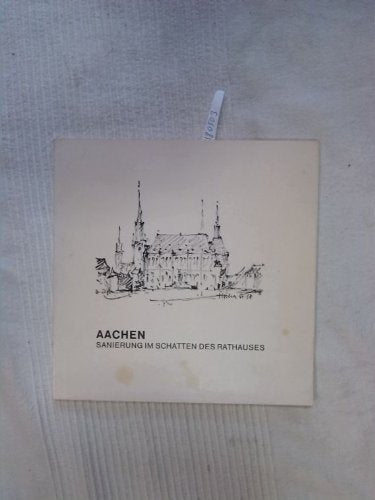 AACHEN
SANIERUNG IM SCHATTEN DES RATHAUSES